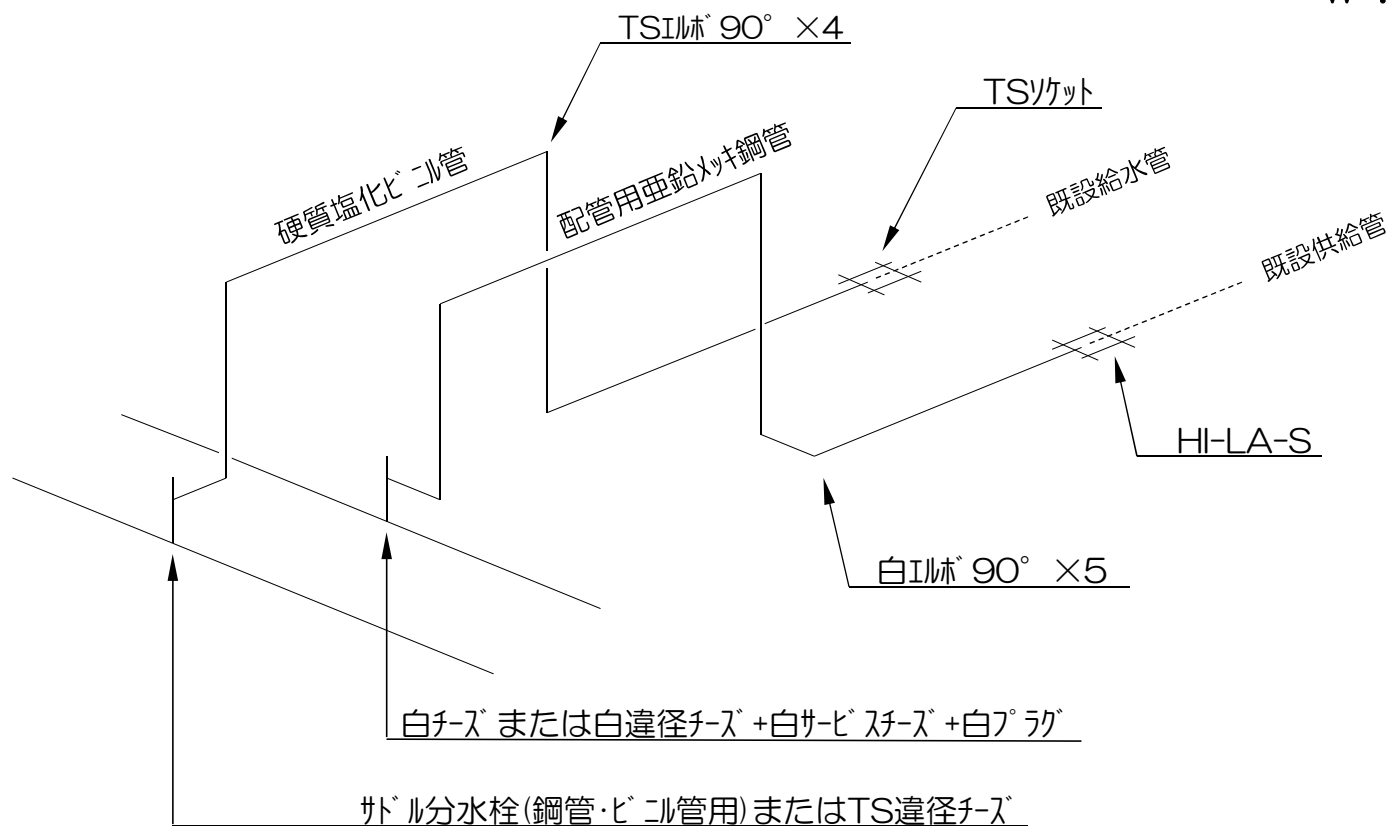 TSｴﾙﾎﾞ90° ×4
TSｿｹｯﾄ
硬質塩化ﾋﾞﾆﾙ管
配管用亜鉛ﾒｯｷ鋼管
既設給水管
既設供給管
HI-LA-S
白ｴﾙﾎﾞ90° ×5
白ﾁｰｽﾞまたは白違径ﾁｰｽﾞ+白ｻｰﾋﾞｽﾁｰｽﾞ+白ﾌﾟﾗｸﾞ
ｻﾄﾞﾙ分水栓(鋼管･ﾋﾞﾆﾙ管用)またはTS違径ﾁｰｽﾞ